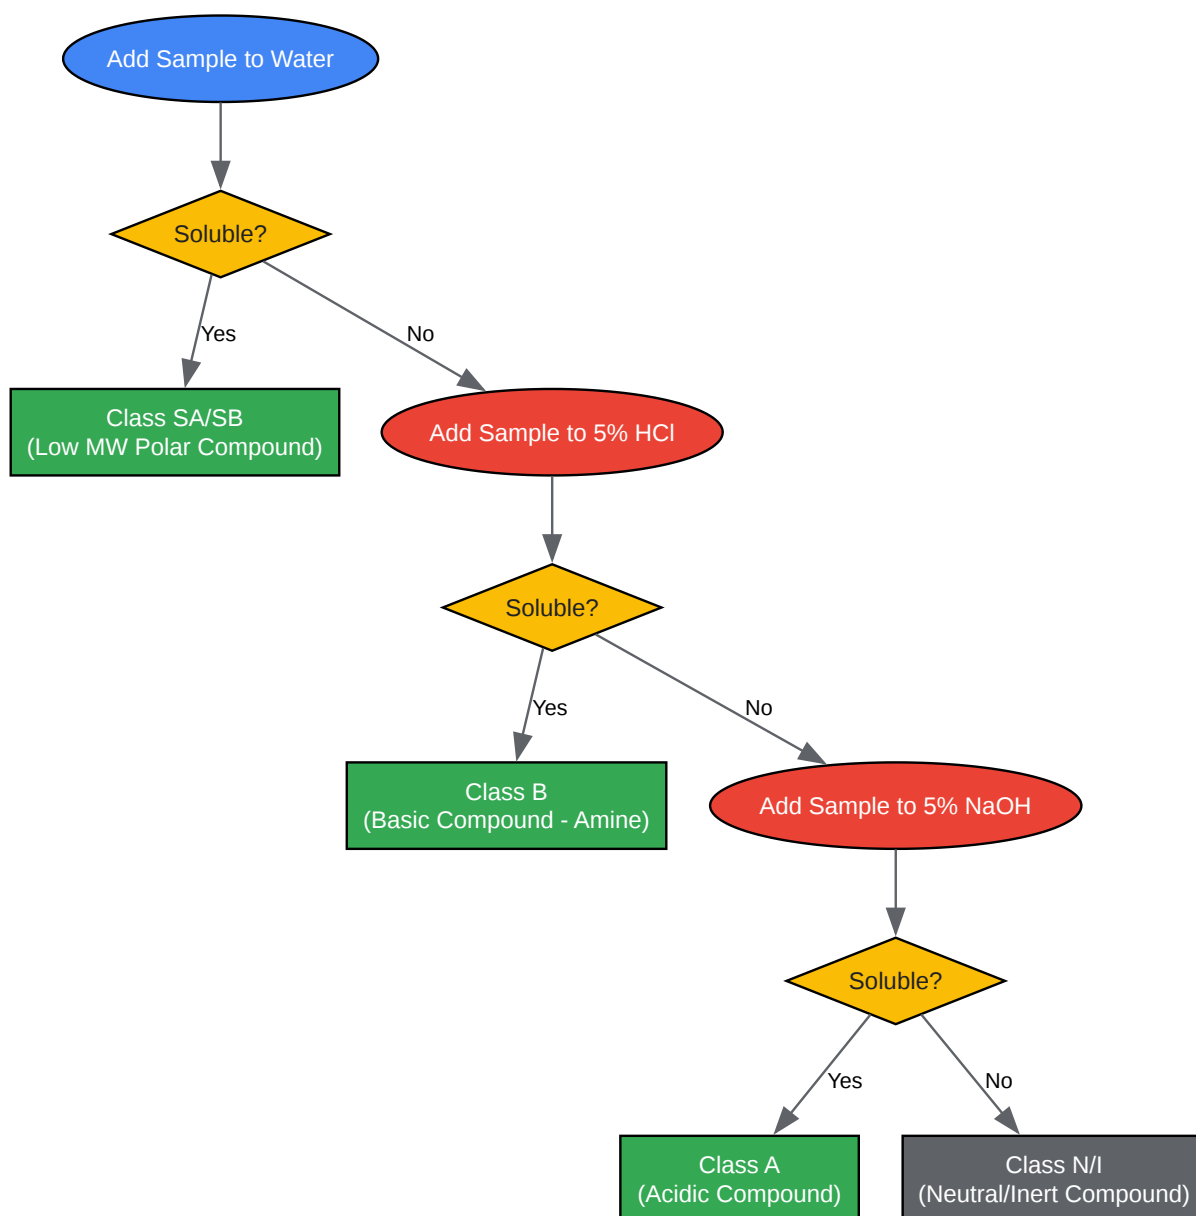 Add Sample to Water
Soluble?
Yes
No
Class SA/SB
(Low MW Polar Compound)
Add Sample to 5% HCl
Soluble?
Yes
No
Class B
(Basic Compound - Amine)
Add Sample to 5% NaOH
Soluble?
Yes
No
Class A
(Acidic Compound)
Class N/I
(Neutral/Inert Compound)